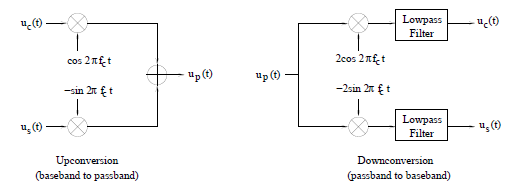 u_c(t)
cos 2πf_c t
−sin 2π f_c t
u_s(t)
u_p(t)
Upconversion
(baseband to passband)
u_p(t)
2cos 2πf_c t
−2sin 2π f_c t
Lowpass
Filter
u_c(t)
Lowpass
Filter
u_s(t)
Downconversion
(passband to baseband)